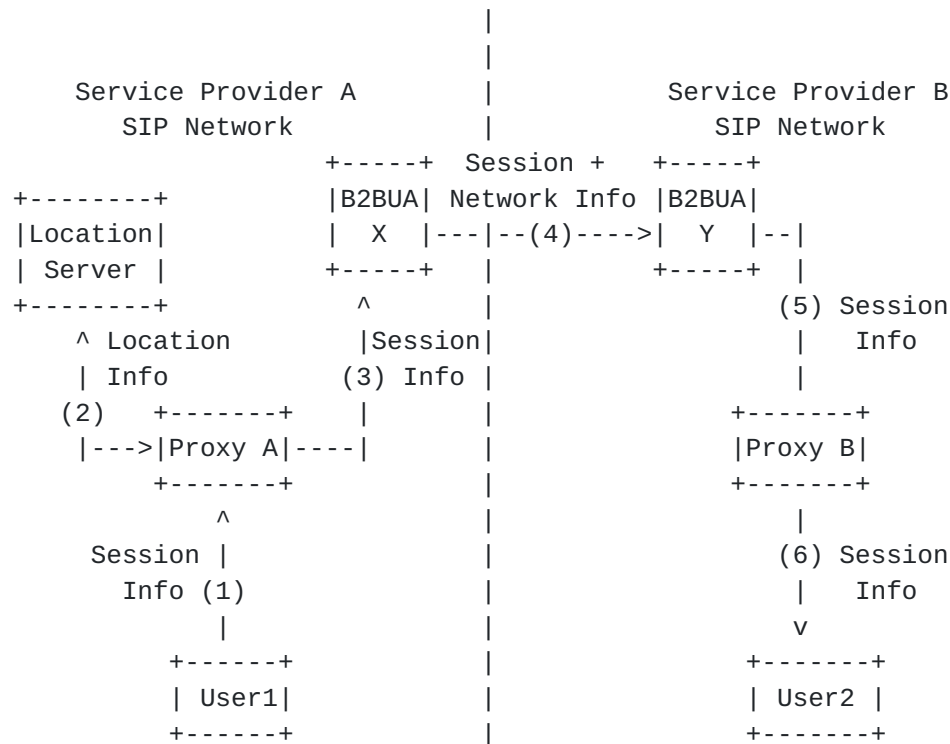 |
                              |
    Service Provider A        |           Service Provider B
       SIP Network            |              SIP Network
                    +-----+  Session +   +-----+
+--------+          |B2BUA| Network Info |B2BUA|
|Location|          |  X  |---|--(4)---->|  Y  |--|
| Server |          +-----+   |          +-----+  |
+--------+            ^       |                  (5) Session
    ^ Location        |Session|                   |   Info
    | Info           (3) Info |                   |
   (2)   +-------+    |       |               +-------+
    |--->|Proxy A|----|       |               |Proxy B|
         +-------+            |               +-------+
             ^                |                   |
     Session |                |                  (6) Session
       Info (1)               |                   |   Info
             |                |                   v
          +------+            |                +-------+
          | User1|            |                | User2 |
          +------+            |                +-------+